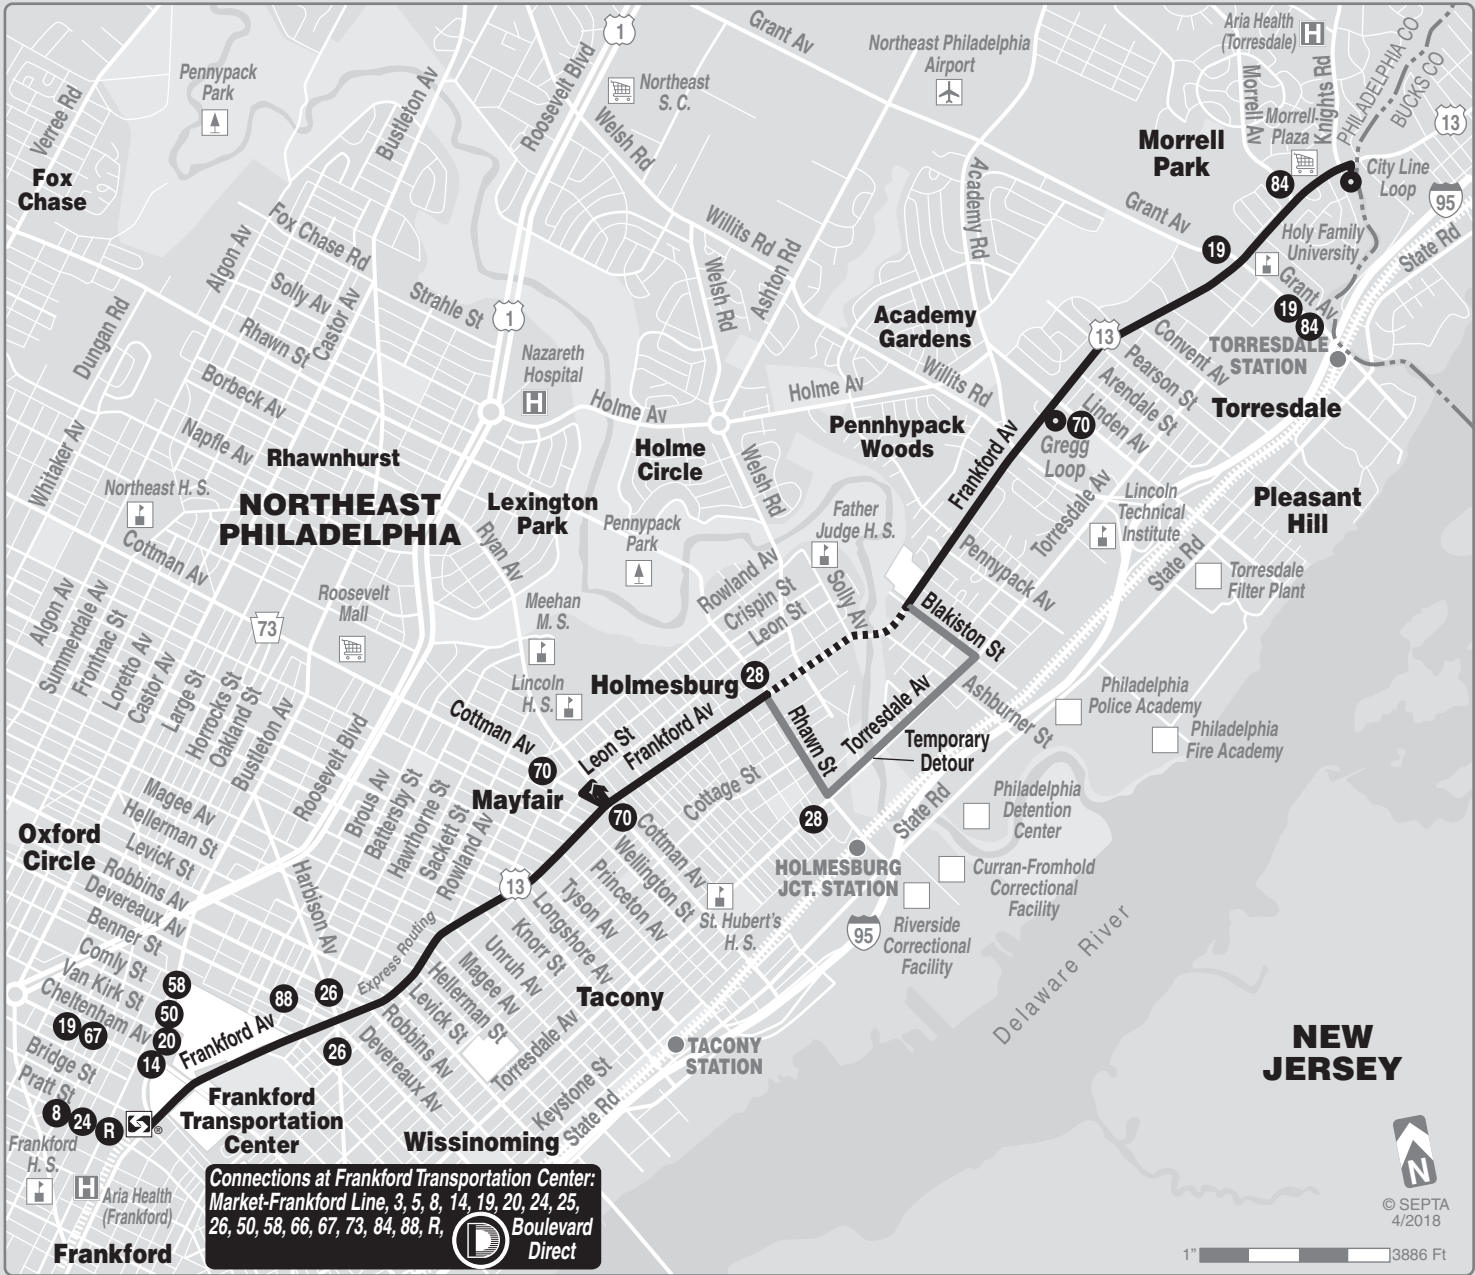 Verree Rd
Fox
Chase
Pennypack
Park
Bustleton Av
Roosevelt Blvd
1
Northeast
S. C.
Welsh Rd
Grant Av
Northeast Philadelphia
Airport
Aria Health
(Torresdale)
H
Morrell Av
Knights Rd
Morrell
Plaza
PHILADELPHIA CO
BUCKS CO
13
Morrell
Park
84
City Line
Loop
95
State Rd
Grant Av
19
Holy Family
University
Grant Av
19
84
TORRESDALE
STATION
Torresdale
Academy Rd
Willits Rd
Ashton Rd
Welsh Rd
Algon Av
Fox Chase Rd
Solly Av
Rhawn St
Castor Av
Strahle St
1
Dungan Rd
Borbeck Av
Napfle Av
Whitaker Av
Rhawnhurst
Northeast H. S.
NORTHEAST
PHILADELPHIA
Nazareth
Hospital
H
Holme Av
Holme Av
Holme
Circle
Welsh Rd
Academy
Gardens
Willits Rd
Pennhypack
Woods
Frankford Av
13
Convent Av
Pearson St
Arendale St
Linden Av
70
Gregg
Loop
Torresdale Av
Lincoln
Technical
Institute
State Rd
Pleasant
Hill
Torresdale
Filter Plant
Lexington
Park
Pennypack
Park
Ryan Av
Father
Judge H. S.
Rowland Av
Crispin St
Leon St
Solly Av
Pennypack Av
Blakiston St
Cottman Av
Roosevelt
Mall
73
Meehan
M. S.
Lincoln
H. S.
Holmesburg
28
Rhawn St
Torresdale Av
Temporary
Detour
Ashburner St
Philadelphia
Police Academy
Philadelphia
Fire Academy
Algon Av
Summerdale Av
Frontnac St
Loretto Av
Castor Av
Large St
Horrocks St
Oakland St
Bustleton Av
Roosevelt Blvd
Cottman Av
70
Leon St
Frankford Av
Mayfair
70
Cottage St
28
State Rd
Philadelphia
Detention
Center
HOLMESBURG
JCT. STATION
Curran-Fromhold
Correctional
Facility
95
Riverside
Correctional
Facility
Delaware River
Oxford
Circle
Magee Av
Hellerman St
Levick St
Robbins Av
Devereaux Av
Benner St
Comly St
Van Kirk St
Cheltenham Av
Brous Av
Battersby St
Hawthorne St
Sackett St
Rowland Av
Harbison Av
Express Routing
13
Cottman Av
Wellington St
Princeton Av
Tyson Av
Longshore Av
Knorr St
Unruh Av
Magee Av
Hellerman St
Levick St
Robbins Av
Devereaux Av
St. Hubert's
H. S.
Tacony
Torresdale Av
TACONY
STATION
Keystone St
State Rd
58
50
20
14
88
26
26
19
67
Frankford Av
Bridge St
Pratt St
8
24
R
®
Frankford
Transportation
Center
Wissinoming
Frankford
H. S.
H
Aria Health
(Frankford)
Frankford
Connections at Frankford Transportation Center:
Market-Frankford Line, 3, 5, 8, 14, 19, 20, 24, 25,
26, 50, 58, 66, 67, 73, 84, 88, R, Boulevard
Direct
NEW
JERSEY
N
© SEPTA
4/2018
1" 3886 Ft